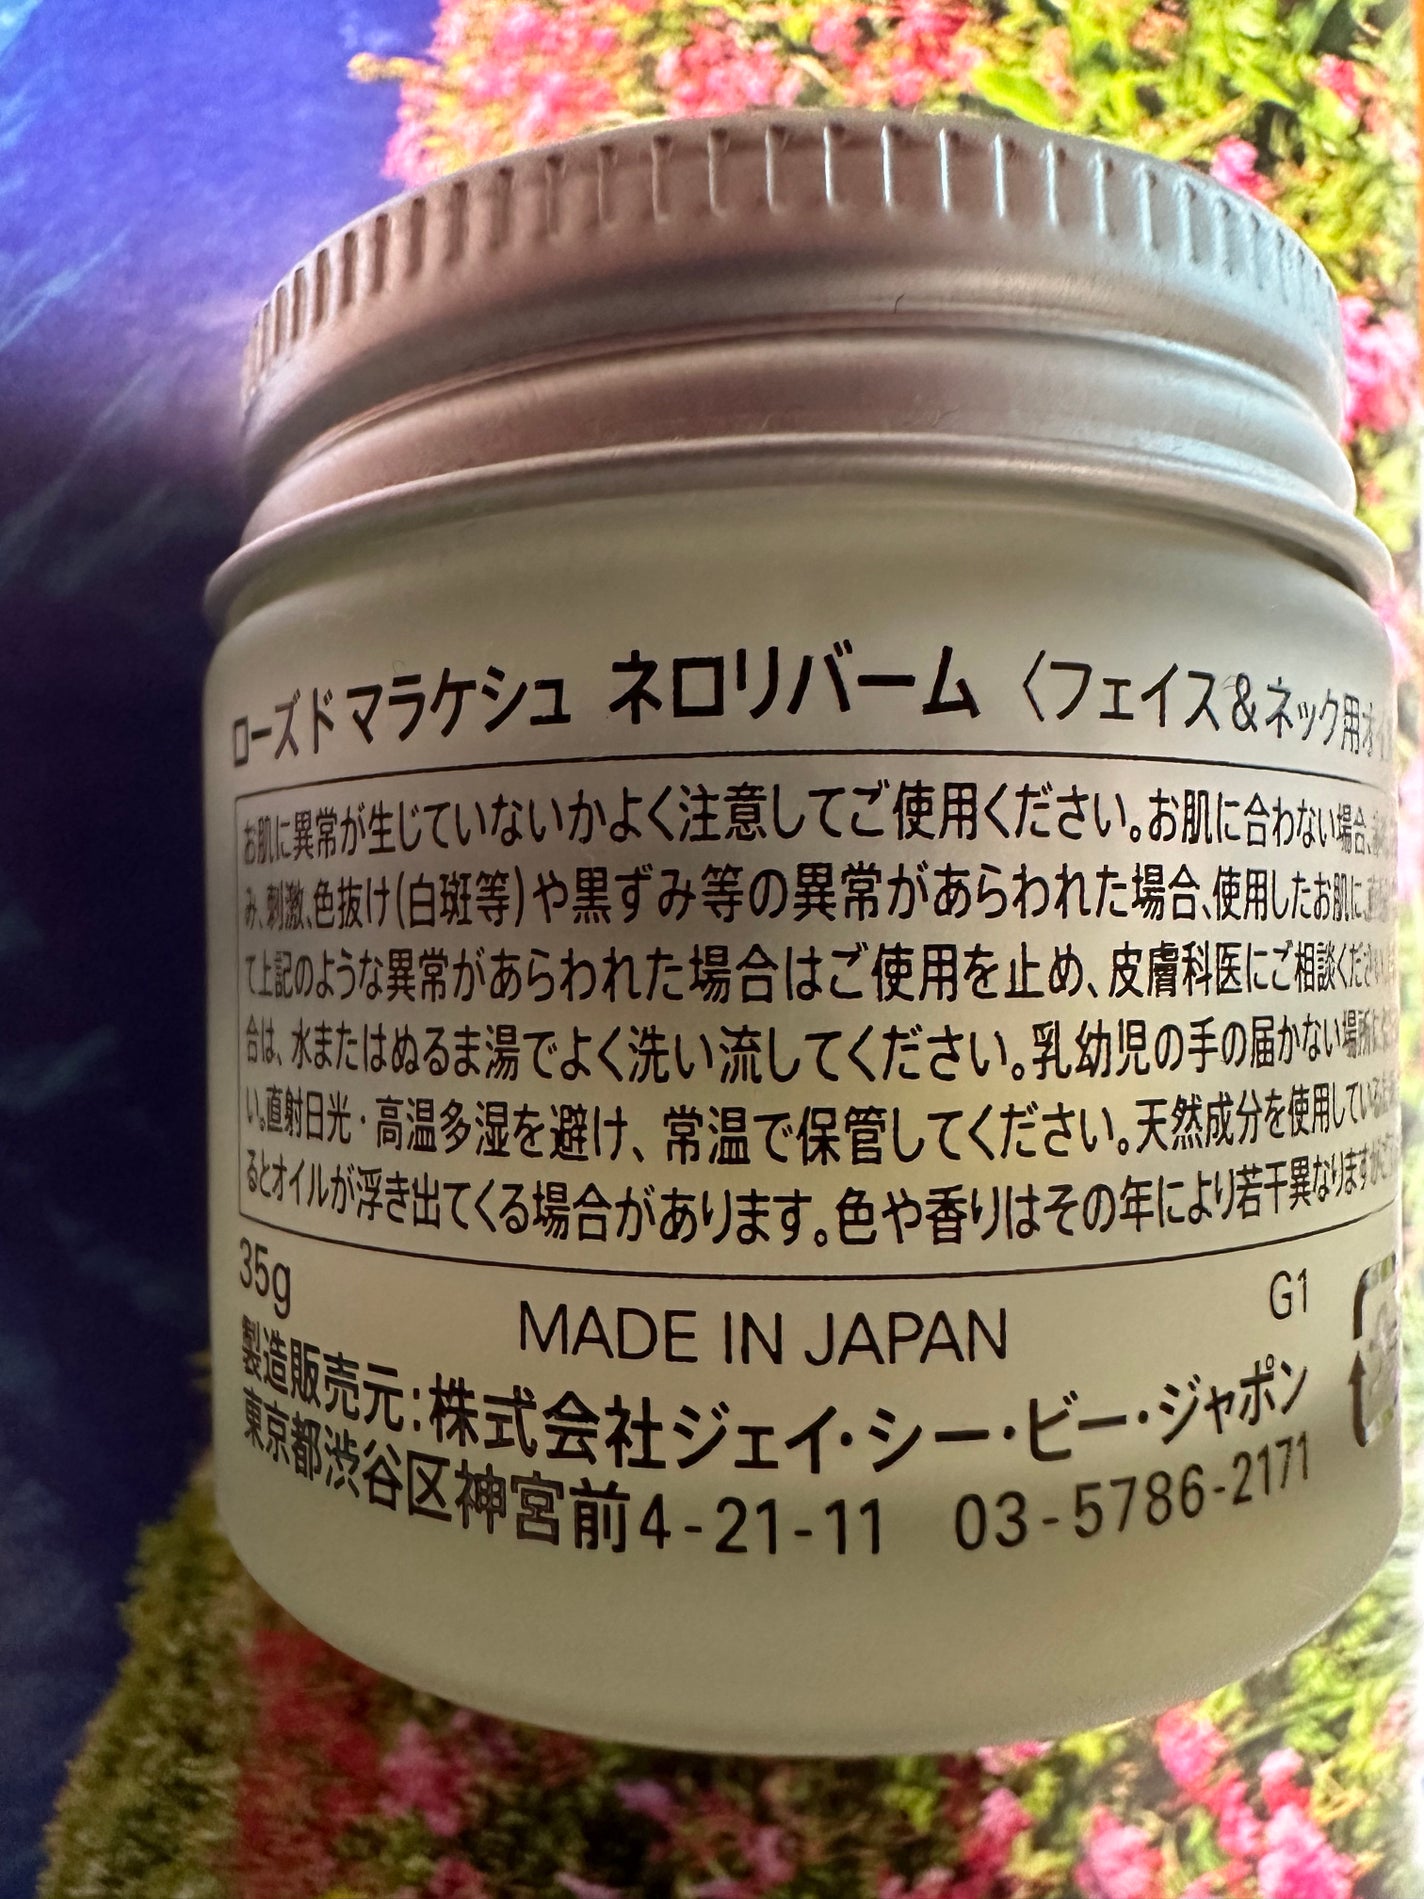 ローズドマラケシュ ネロリバーム 〈フェイス&ネック用オイ
お肌に異常が生じていないかよく注意してご使用ください。お肌に合わない場合、
み、刺激、色抜け(白斑等)や黒ずみ等の異常があらわれた場合、使用したお肌に、直射
て上記のような異常があらわれた場合はご使用を止め、皮膚科医にご相談ください。
合は、水またはぬるま湯でよく洗い流してください。乳幼児の手の届かない場所に
い。直射日光・高温多湿を避け、常温で保管してください。天然成分を使用している
るとオイルが浮き出てくる場合があります。色や香りはその年により若干異なりますが
35g
MADE IN JAPAN
G1
製造販売元:株式会社ジェイ・シー・ビー・ジャポン
東京都渋谷区神宮前4-21-11 03-5786-2171